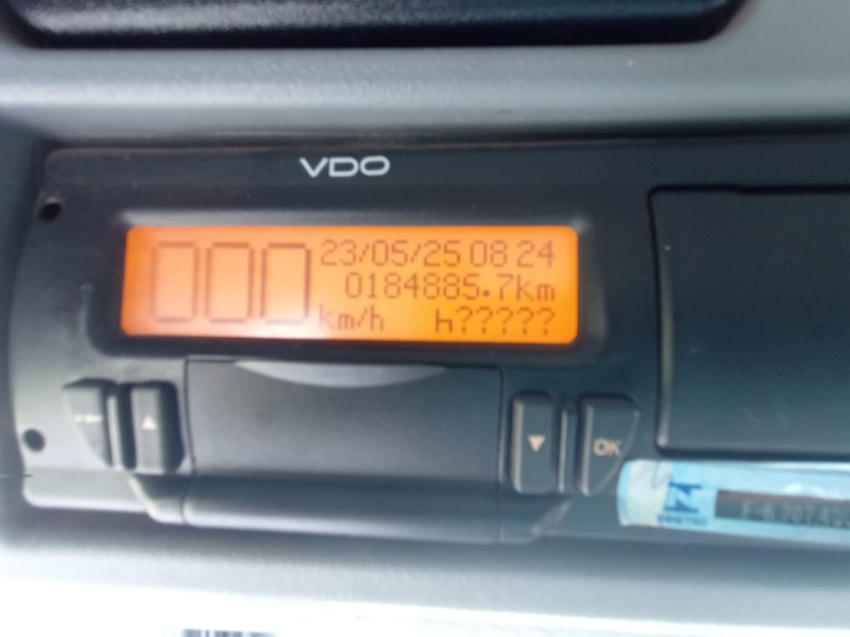 VDO
000
23/05/25 08 24
0184885.7km
km/h h?????
OK